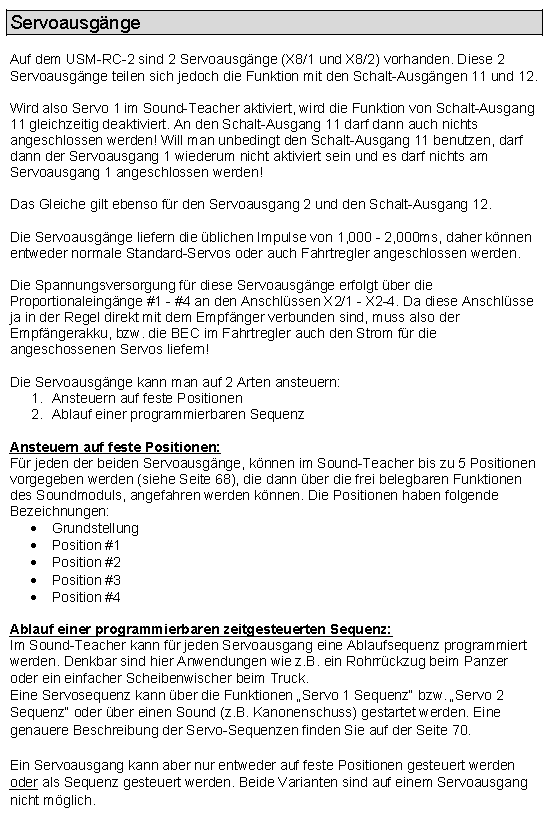 Servoausgänge
Auf dem USM-RC-2 sind 2 Servoausgänge (X8/1 und X8/2) vorhanden. Diese 2
Servoausgänge teilen sich jedoch die Funktion mit den Schalt-Ausgängen 11 und 12.
Wird also Servo 1 im Sound-Teacher aktiviert, wird die Funktion von Schalt-Ausgang
11 gleichzeitig deaktiviert. An den Schalt-Ausgang 11 darf dann auch nichts
angeschlossen werden! Will man unbedingt den Schalt-Ausgang 11 benutzen, darf
dann der Servoausgang 1 wiederum nicht aktiviert sein und es darf nichts am
Servoausgang 1 angeschlossen werden!
Das Gleiche gilt ebenso für den Servoausgang 2 und den Schalt-Ausgang 12.
Die Servoausgänge liefern die üblichen Impulse von 1,000 - 2,000ms, daher können
entweder normale Standard-Servos oder auch Fahrtregler angeschlossen werden.
Die Spannungsversorgung für diese Servoausgänge erfolgt über die
Proportionaleingänge #1 - #4 an den Anschlüssen X2/1 - X2-4. Da diese Anschlüsse
ja in der Regel direkt mit dem Empfänger verbunden sind, muss also der
Empfängerakku, bzw. die BEC im Fahrtregler auch den Strom für die
angeschossenen Servos liefern!
Die Servoausgänge kann man auf 2 Arten ansteuern:
1. Ansteuern auf feste Positionen
2. Ablauf einer programmierbaren Sequenz
Ansteuern auf feste Positionen:
Für jeden der beiden Servoausgänge, können im Sound-Teacher bis zu 5 Positionen
vorgegeben werden (siehe Seite 68), die dann über die frei belegbaren Funktionen
des Soundmoduls, angefahren werden können. Die Positionen haben folgende
Bezeichnungen:
• Grundstellung
• Position #1
• Position #2
• Position #3
• Position #4
Ablauf einer programmierbaren zeitgesteuerten Sequenz:
Im Sound-Teacher kann für jeden Servoausgang eine Ablaufsequenz programmiert
werden. Denkbar sind hier Anwendungen wie z.B. ein Rohrrückzug beim Panzer
oder ein einfacher Scheibenwischer beim Truck.
Eine Servosequenz kann über die Funktionen „Servo 1 Sequenz" bzw. „Servo 2
Sequenz" oder über einen Sound (z.B. Kanonenschuss) gestartet werden. Eine
genauere Beschreibung der Servo-Sequenzen finden Sie auf der Seite 70.
Ein Servoausgang kann aber nur entweder auf feste Positionen gesteuert werden
oder als Sequenz gesteuert werden. Beide Varianten sind auf einem Servoausgang
nicht möglich.